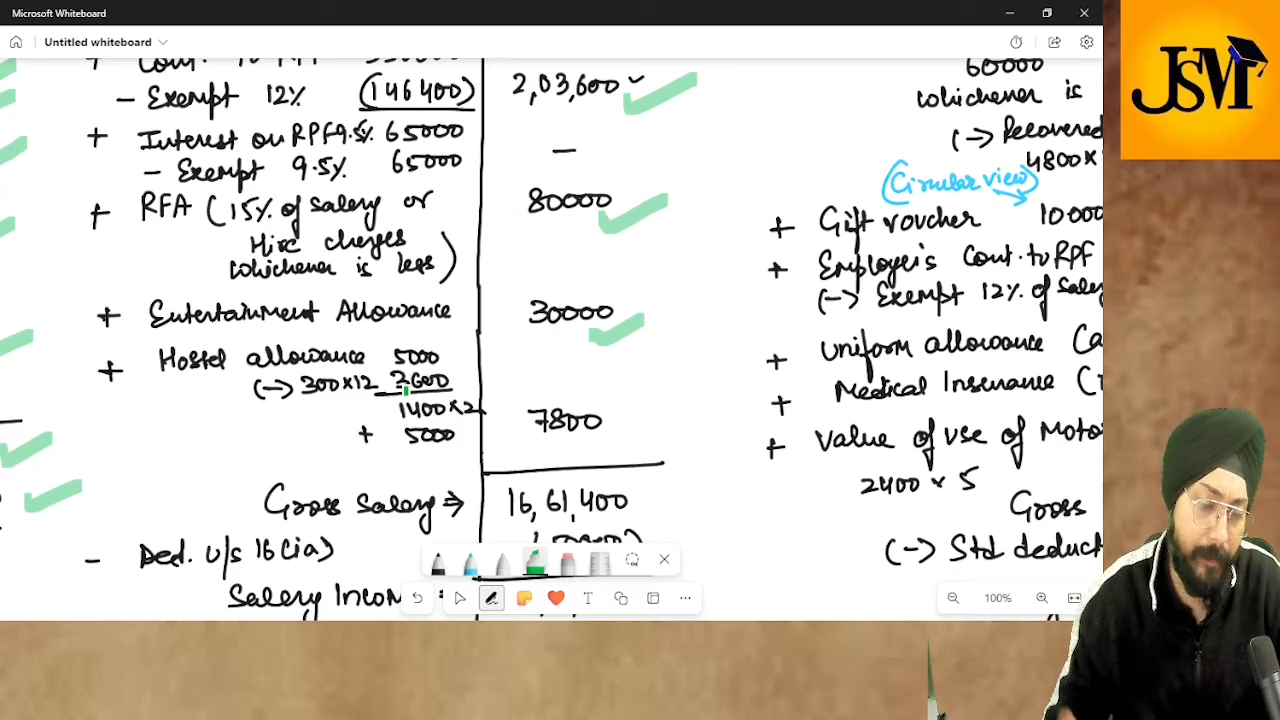 Microsoft Whiteboard
Untitled whiteboard
- Exempt 12% (146400) 2,03,600
+ Interest on RPF 9.5% 65000 —
- Exempt 9.5% 65000
+ RFA (15% of salary or 80000
Hire charges
whichever is less)
+ Entertainment Allowance 30000
+ Hostel allowance 5000
(-) 300×12 3600
1400×2
+ 5000 7800
Gross Salary → 16,61,400
- Ded. u/s 16(ia)
Salary Incom
60000
whichever is
(-) Recovered
4800×
(Circular view)
+ Gift voucher 10000
+ Employer's Cont. to RPF
(-) Exempt 12% of Salary
+ Uniform allowance
+ Medical Insurance
+ Value of use of Moto
2400 × 5
Gross
(-) Std deduct
100%
JSM